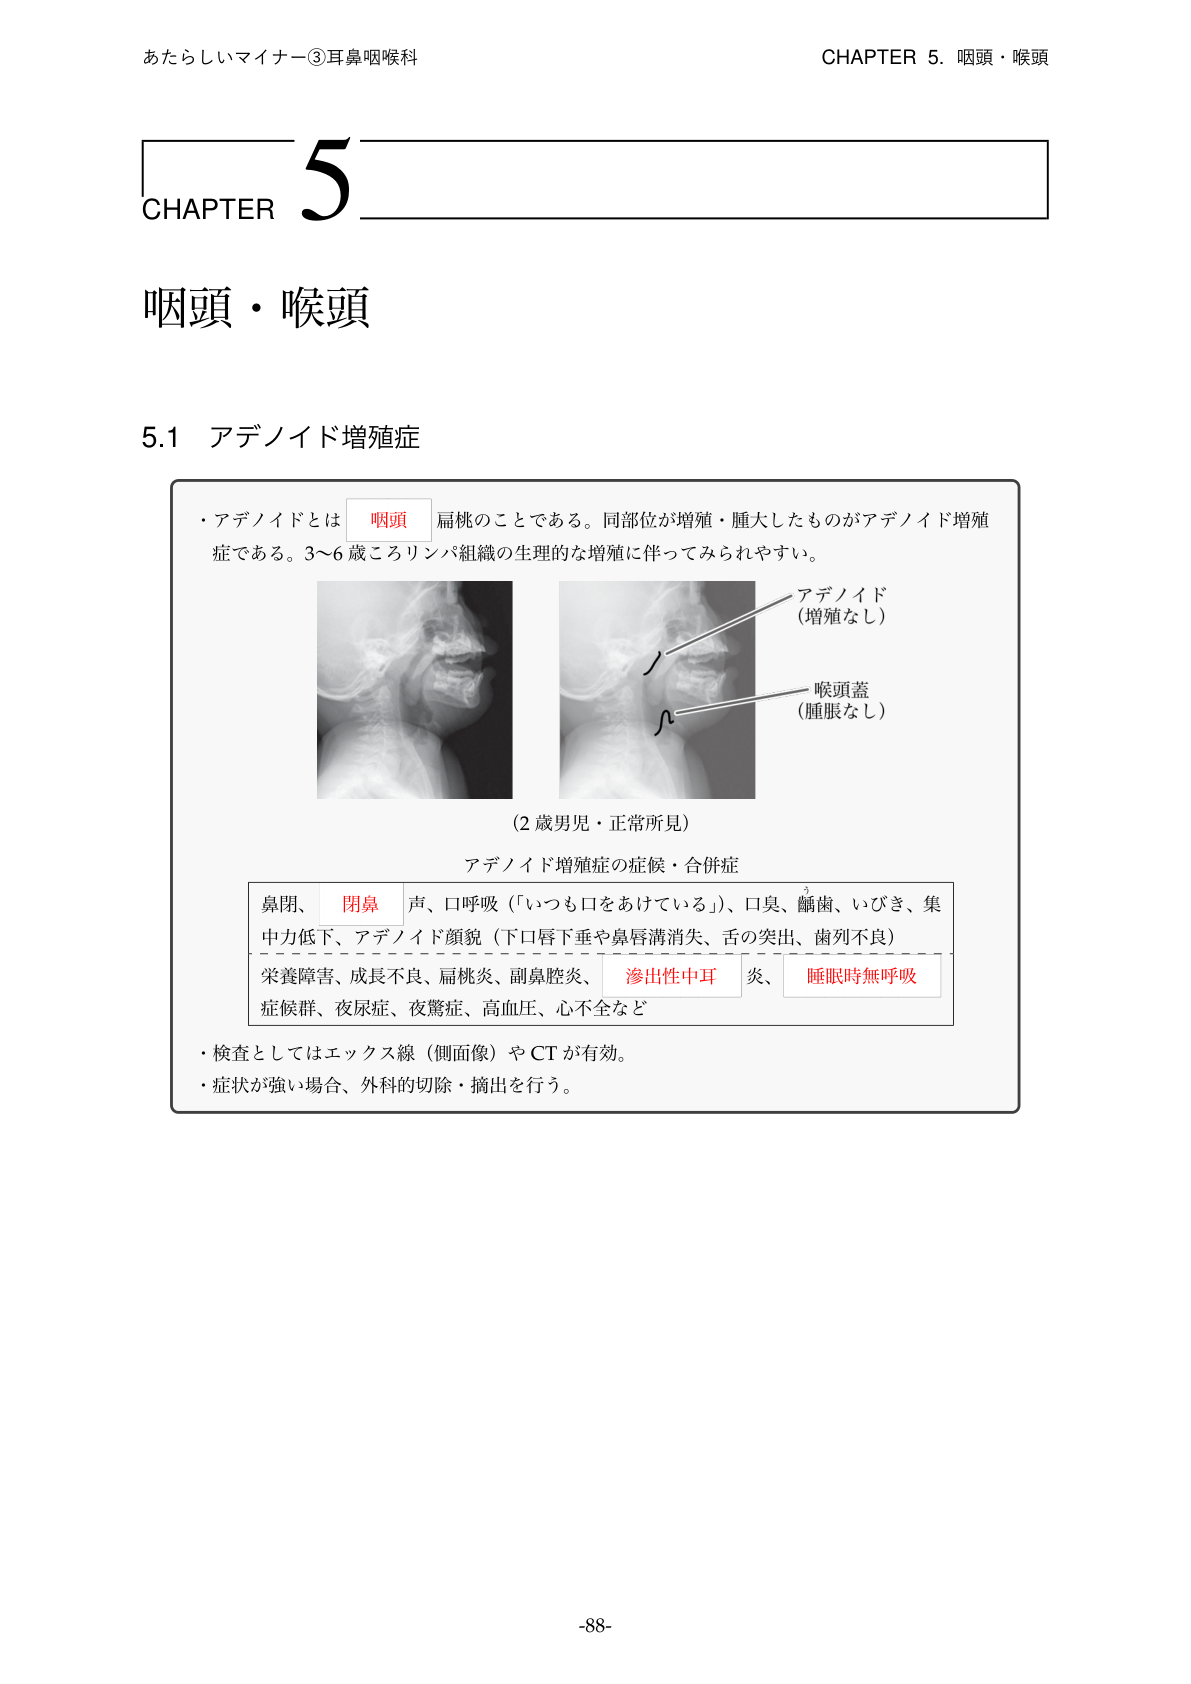 あたらしいマイナー③耳鼻咽喉科
CHAPTER 5. 咽頭・喉頭
CHAPTER 5
咽頭・喉頭
5.1 アデノイド増殖症
・アデノイドとは 咽頭 扁桃のことである。同部位が増殖・腫大したものがアデノイド増殖
症である。3〜6 歳ころリンパ組織の生理的な増殖に伴ってみられやすい。
アデノイド
（増殖なし）
喉頭蓋
（腫脹なし）
（2 歳男児・正常所見）
アデノイド増殖症の症候・合併症
う
鼻閉、 閉鼻 声、口呼吸（「いつも口をあけている」）、口臭、齲歯、いびき、集
中力低下、アデノイド顔貌（下口唇下垂や鼻唇溝消失、舌の突出、歯列不良）
栄養障害、成長不良、扁桃炎、副鼻腔炎、 滲出性中耳 炎、 睡眠時無呼吸
症候群、夜尿症、夜驚症、高血圧、心不全など
・検査としてはエックス線（側面像）や CT が有効。
・症状が強い場合、外科的切除・摘出を行う。
-88-